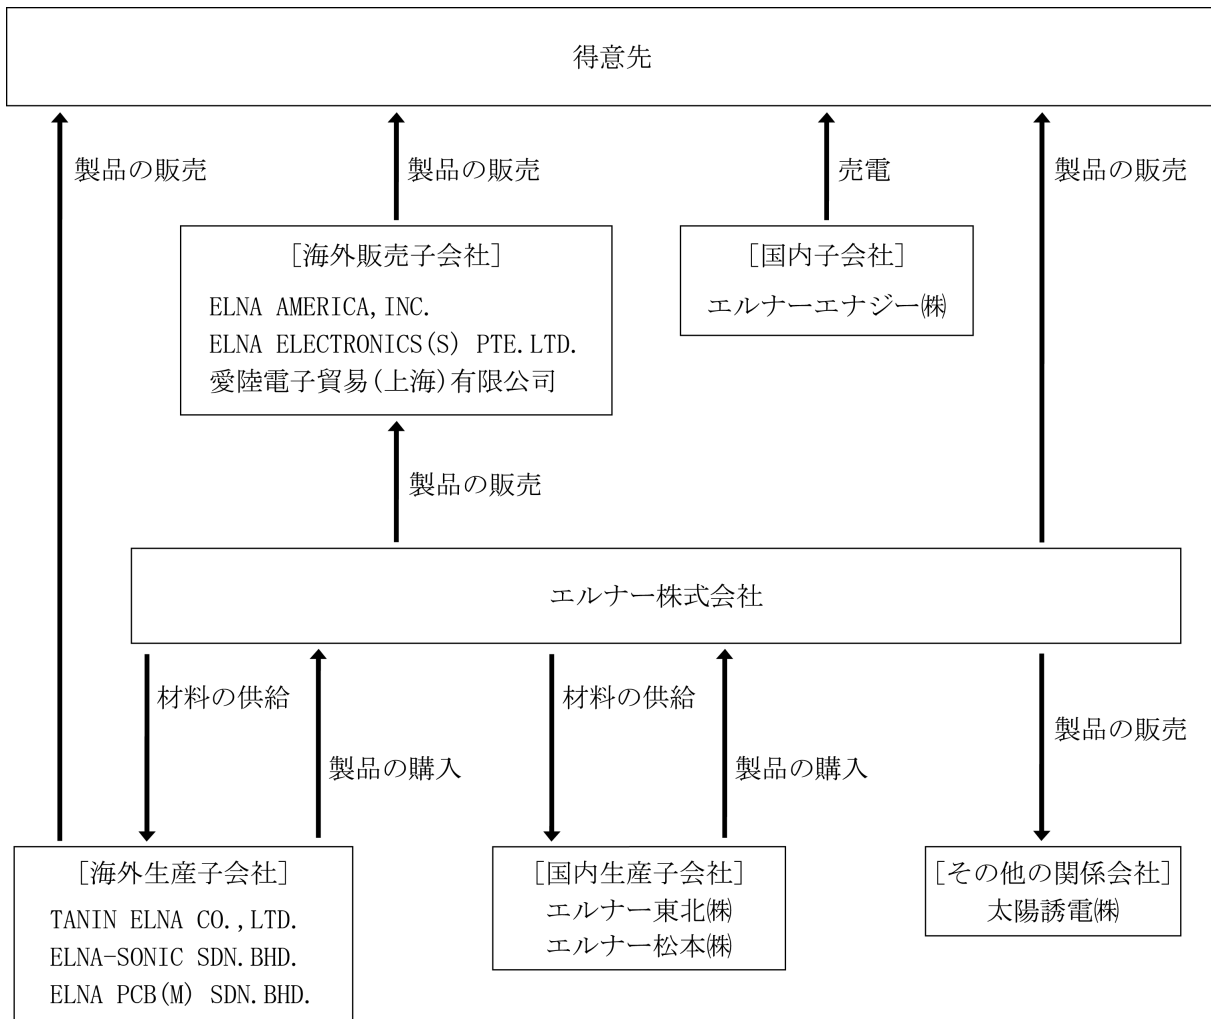 得意先
製品の販売
製品の販売
売電
製品の販売
[海外販売子会社]
ELNA AMERICA,INC.
ELNA ELECTRONICS(S) PTE.LTD.
愛陸電子貿易(上海)有限公司
[国内子会社]
エルナーエナジー㈱
製品の販売
エルナー株式会社
材料の供給
製品の購入
材料の供給
製品の購入
製品の販売
[海外生産子会社]
TANIN ELNA CO.,LTD.
ELNA-SONIC SDN.BHD.
ELNA PCB(M) SDN.BHD.
[国内生産子会社]
エルナー東北㈱
エルナー松本㈱
[その他の関係会社]
太陽誘電㈱